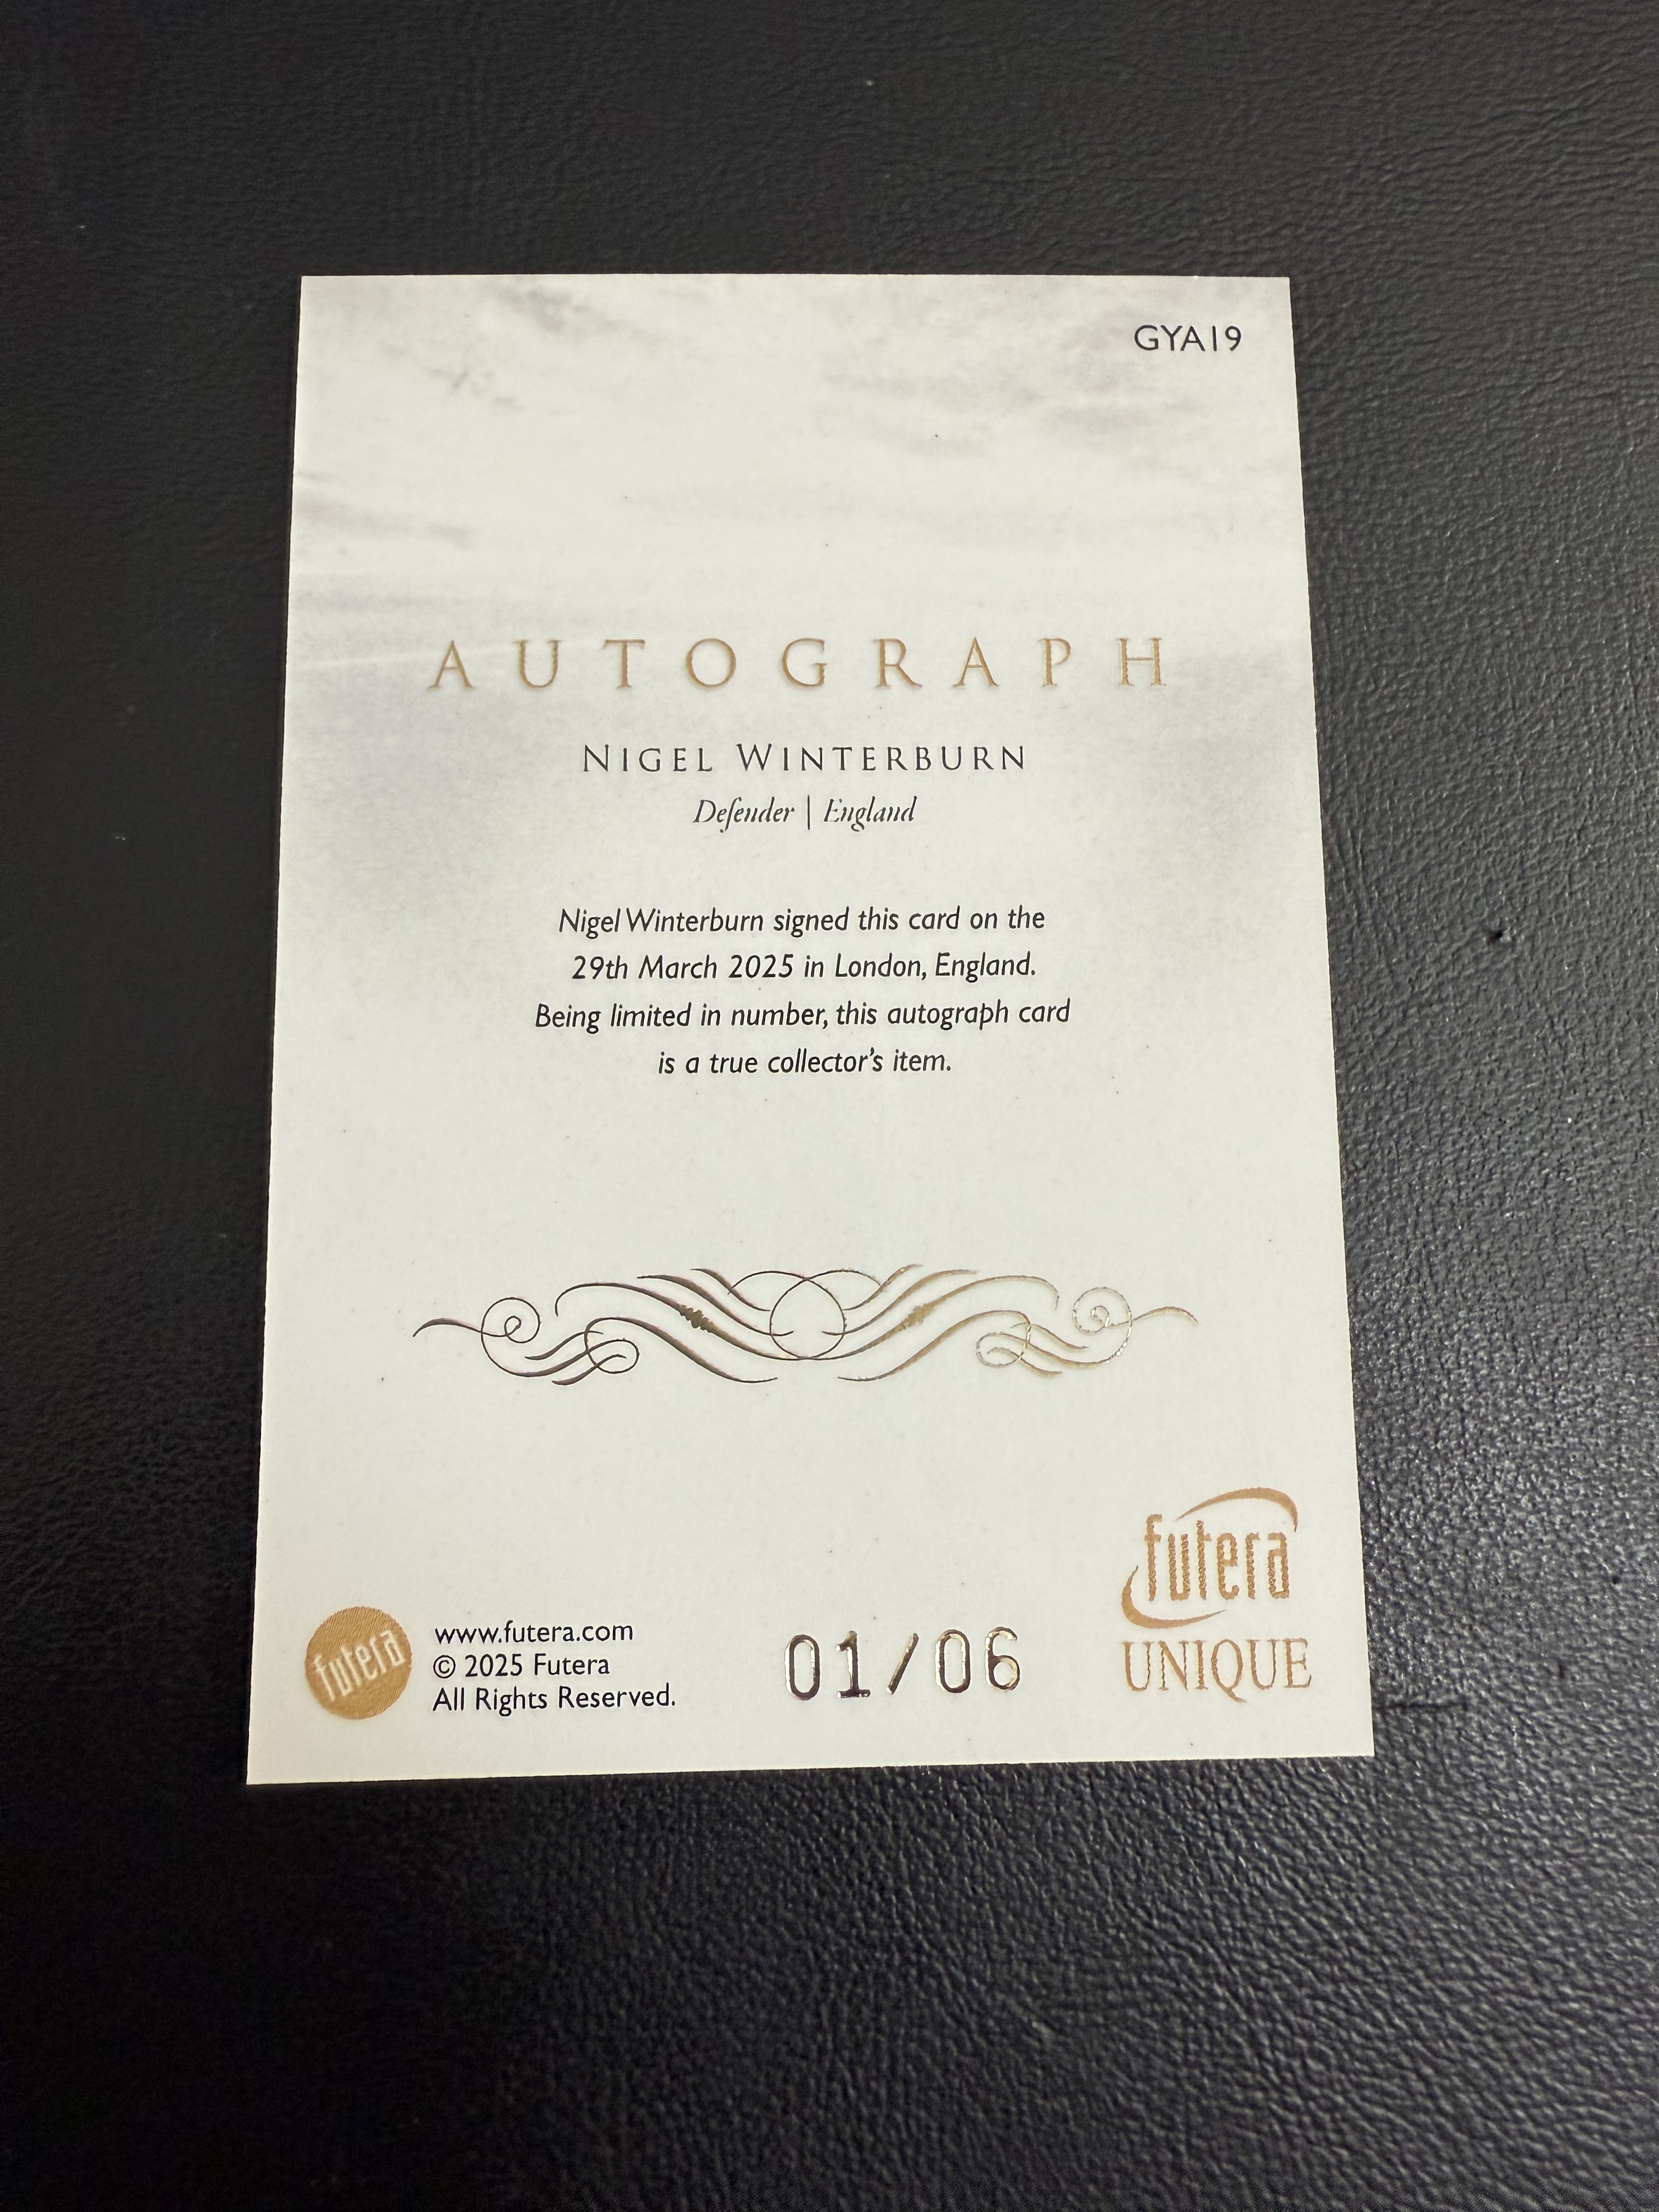 GYA19
AUTOGRAPH
NIGEL WINTERBURN
Defender | England
Nigel Winterburn signed this card on the
29th March 2025 in London, England.
Being limited in number, this autograph card
is a true collector's item.
futera
UNIQUE
futera
www.futera.com
© 2025 Futera
All Rights Reserved.
01/06